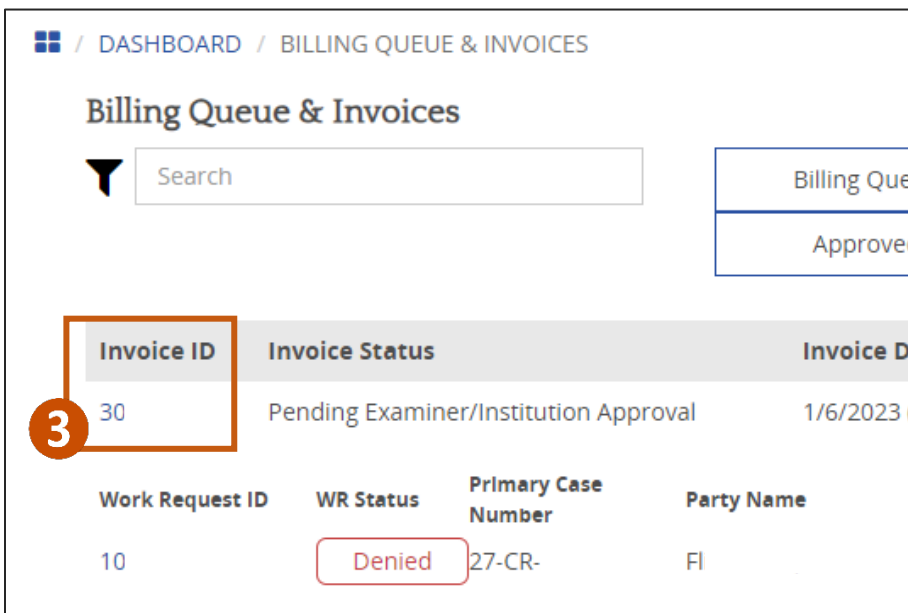 / DASHBOARD / BILLING QUEUE & INVOICES
Billing Queue & Invoices
Search
Billing Que
Approve
Invoice ID Invoice Status Invoice D
3
30 Pending Examiner/Institution Approval 1/6/2023
Work Request ID WR Status Primary Case Number Party Name
10 Denied 27-CR- Fl